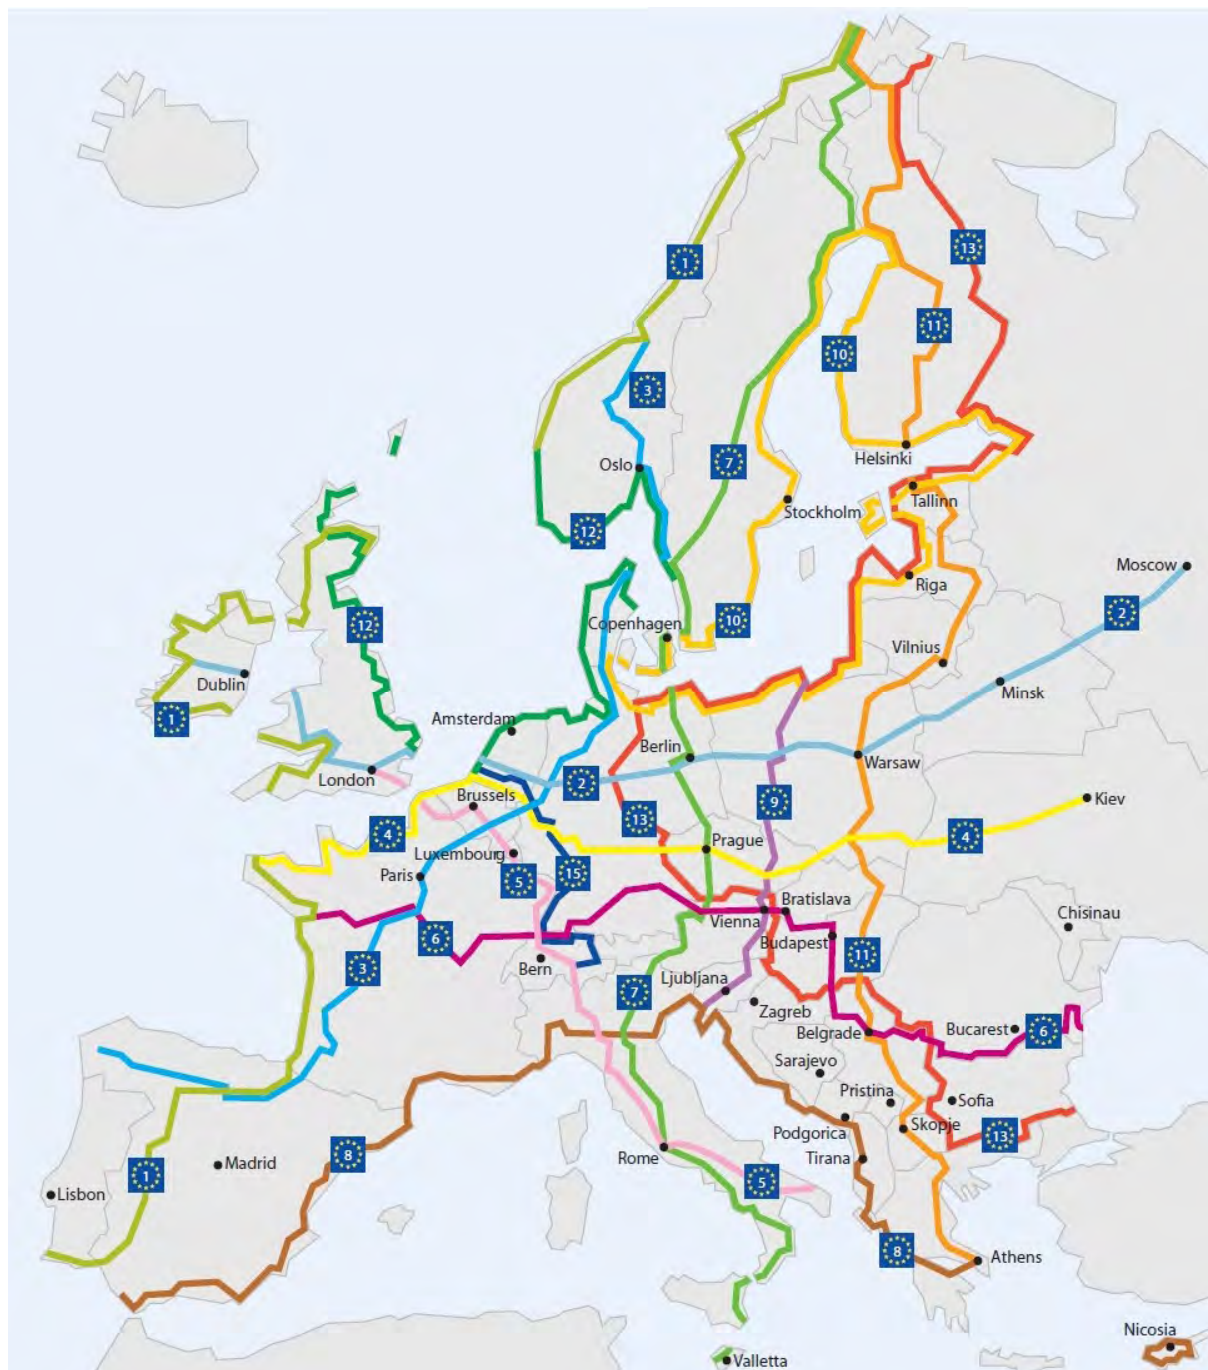 1
13
11
10
3
Helsinki
7
Oslo
Tallinn
Stockholm
12
Moscow
Riga
2
10
12
Copenhagen
Vilnius
Dublin
Minsk
1
Amsterdam
Berlin
Warsaw
London
2
Brussels
9
Kiev
13
4
4
Prague
Luxembourg
Paris
5
15
Bratislava
Vienna
Chisinau
6
Budapest
11
3
Bern
Ljubljana
7
Zagreb
Bucarest
6
Belgrade
Sarajevo
Pristina
Sofia
Podgorica
Skopje
13
Rome
Tirana
8
Madrid
1
5
Lisbon
8
Athens
Nicosia
Valletta